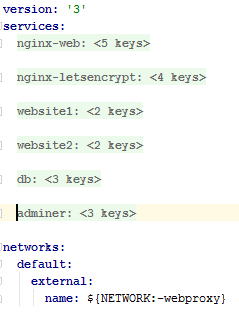 version: '3'
services:
nginx-web: <5 keys>
nginx-letsencrypt: <4 keys>
website1: <2 keys>
website2: <2 keys>
db: <3 keys>
adminer: <3 keys>
networks:
default:
external:
name: ${NETWORK:-webproxy}